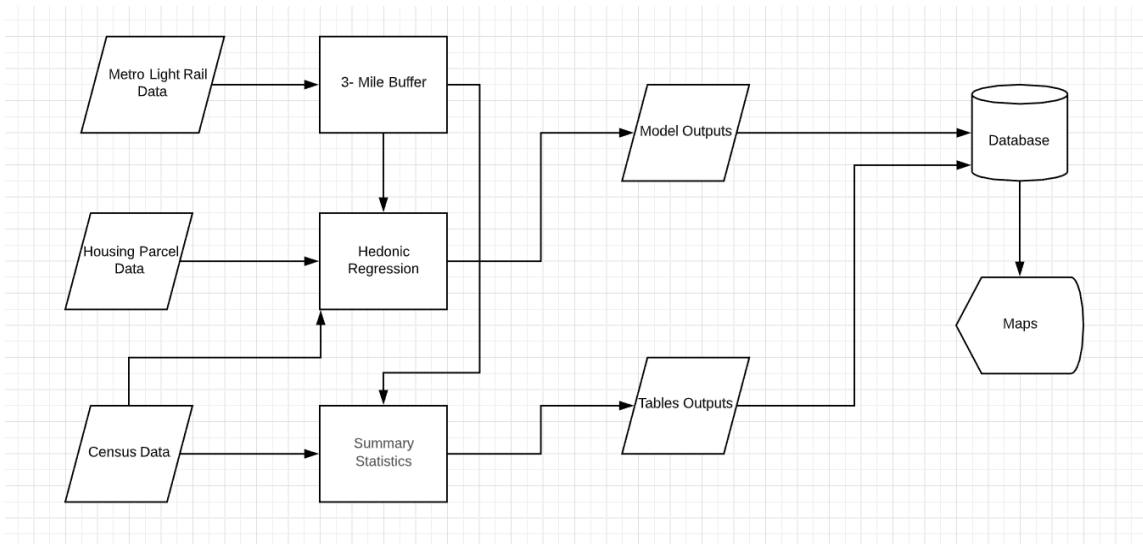 Metro Light Rail
Data
3- Mile Buffer
Model Outputs
Database
Housing Parcel
Data
Hedonic
Regression
Maps
Tables Outputs
Census Data
Summary
Statistics